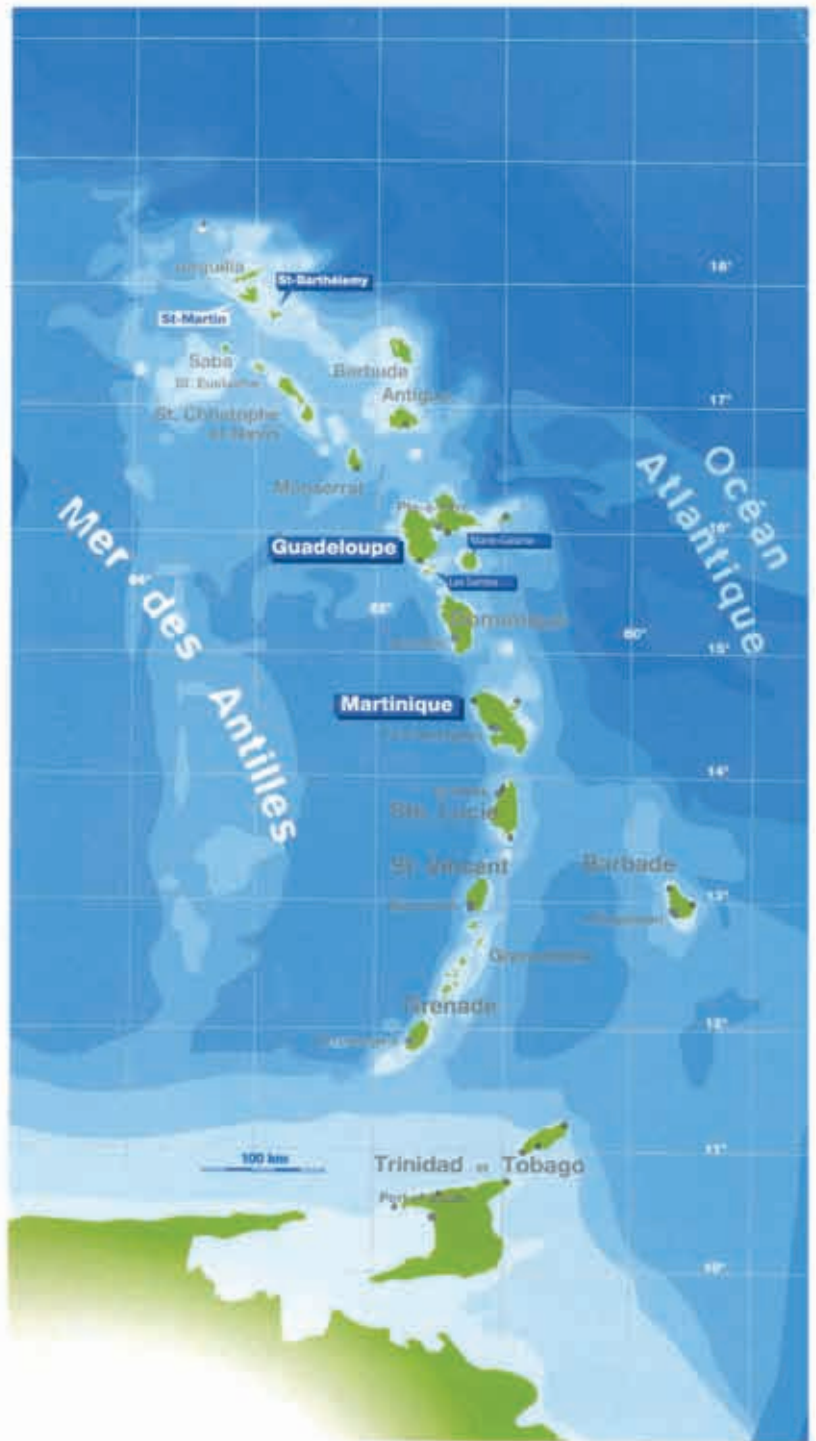 Anguilla
St-Barthélemy
St-Martin
18°
Saba
St. Eustache
Barbuda
Antigua
St. Christophe
et Nevis
17°
Monserrat
Océan
Atlantique
Mer des Antilles
Guadeloupe
Marie-Galante
Les Saintes
Dominique
60°
15°
Martinique
14°
Ste. Lucie
St. Vincent
Barbade
13°
Grenadines
Grenade
11°
100 km
Trinidad et Tobago
10°